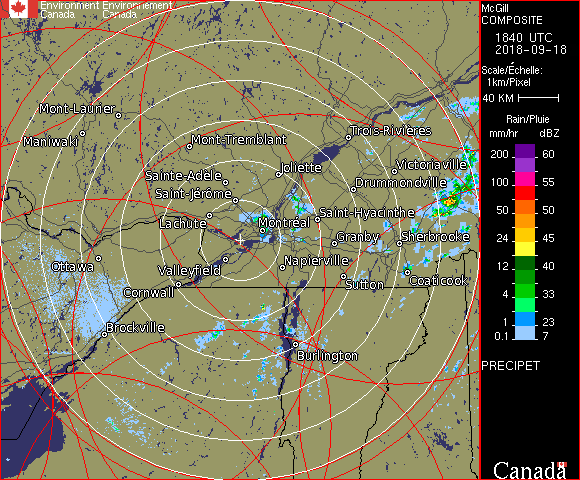 Environment Environnement
Canada Canada
McGill
COMPOSITE
1840 UTC
2018-09-18
Scale/Échelle:
1km/Pixel
40 KM
Rain/Pluie
mm/hr dBZ
200 60
150 57
100 55
50 50
24 45
12 40
4 33
1 23
0.1 7
PRECIPET
Canada
Mont-Laurier
Maniwaki
Mont-Tremblant
Trois-Rivières
Sainte-Adèle
Joliette
Victoriaville
Saint-Jérôme
Drummondville
Lachute
Montréal
Saint-Hyacinthe
Granby
Sherbrooke
Ottawa
Valleyfield
Napierville
Cornwall
Sutton
Coaticook
Brockville
Burlington